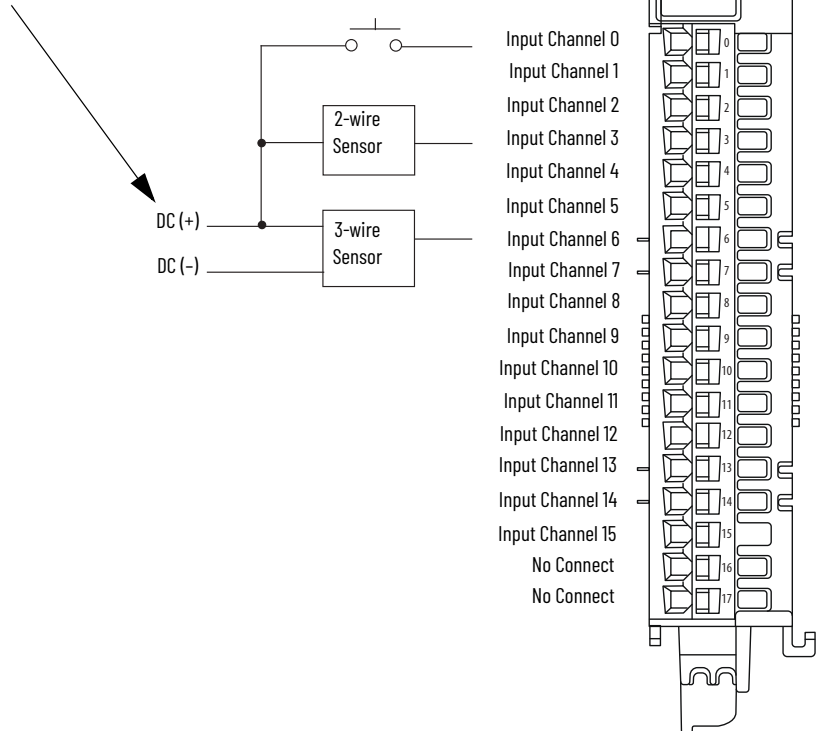 Input Channel 0
Input Channel 1
Input Channel 2
Input Channel 3
Input Channel 4
Input Channel 5
Input Channel 6
Input Channel 7
Input Channel 8
Input Channel 9
Input Channel 10
Input Channel 11
Input Channel 12
Input Channel 13
Input Channel 14
Input Channel 15
No Connect
No Connect
2-wire
Sensor
3-wire
Sensor
DC (+)
DC (–)
0
1
2
3
4
5
6
7
8
9
10
11
12
13
14
15
16
17